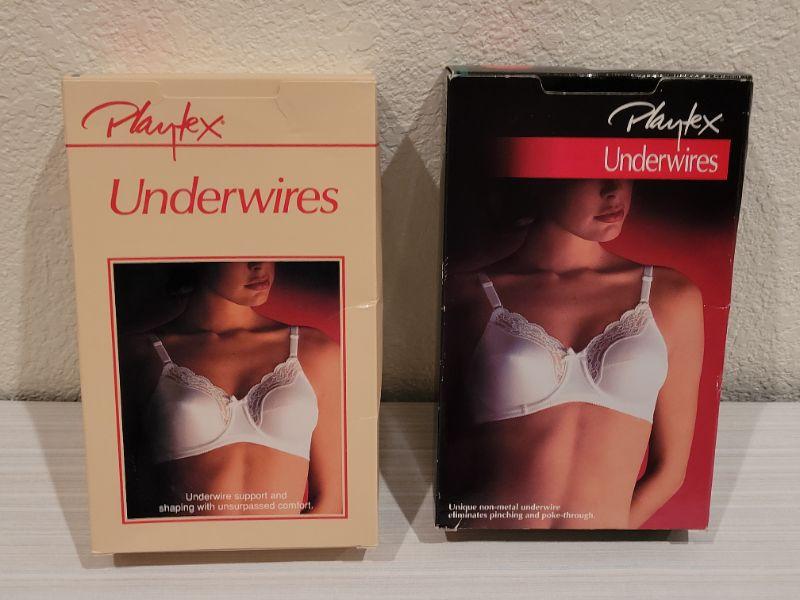 Playtex
Underwires
Underwire support and
shaping with unsurpassed comfort.
Playtex
Underwires
Unique non-metal underwire
eliminates pinching and poke-through.